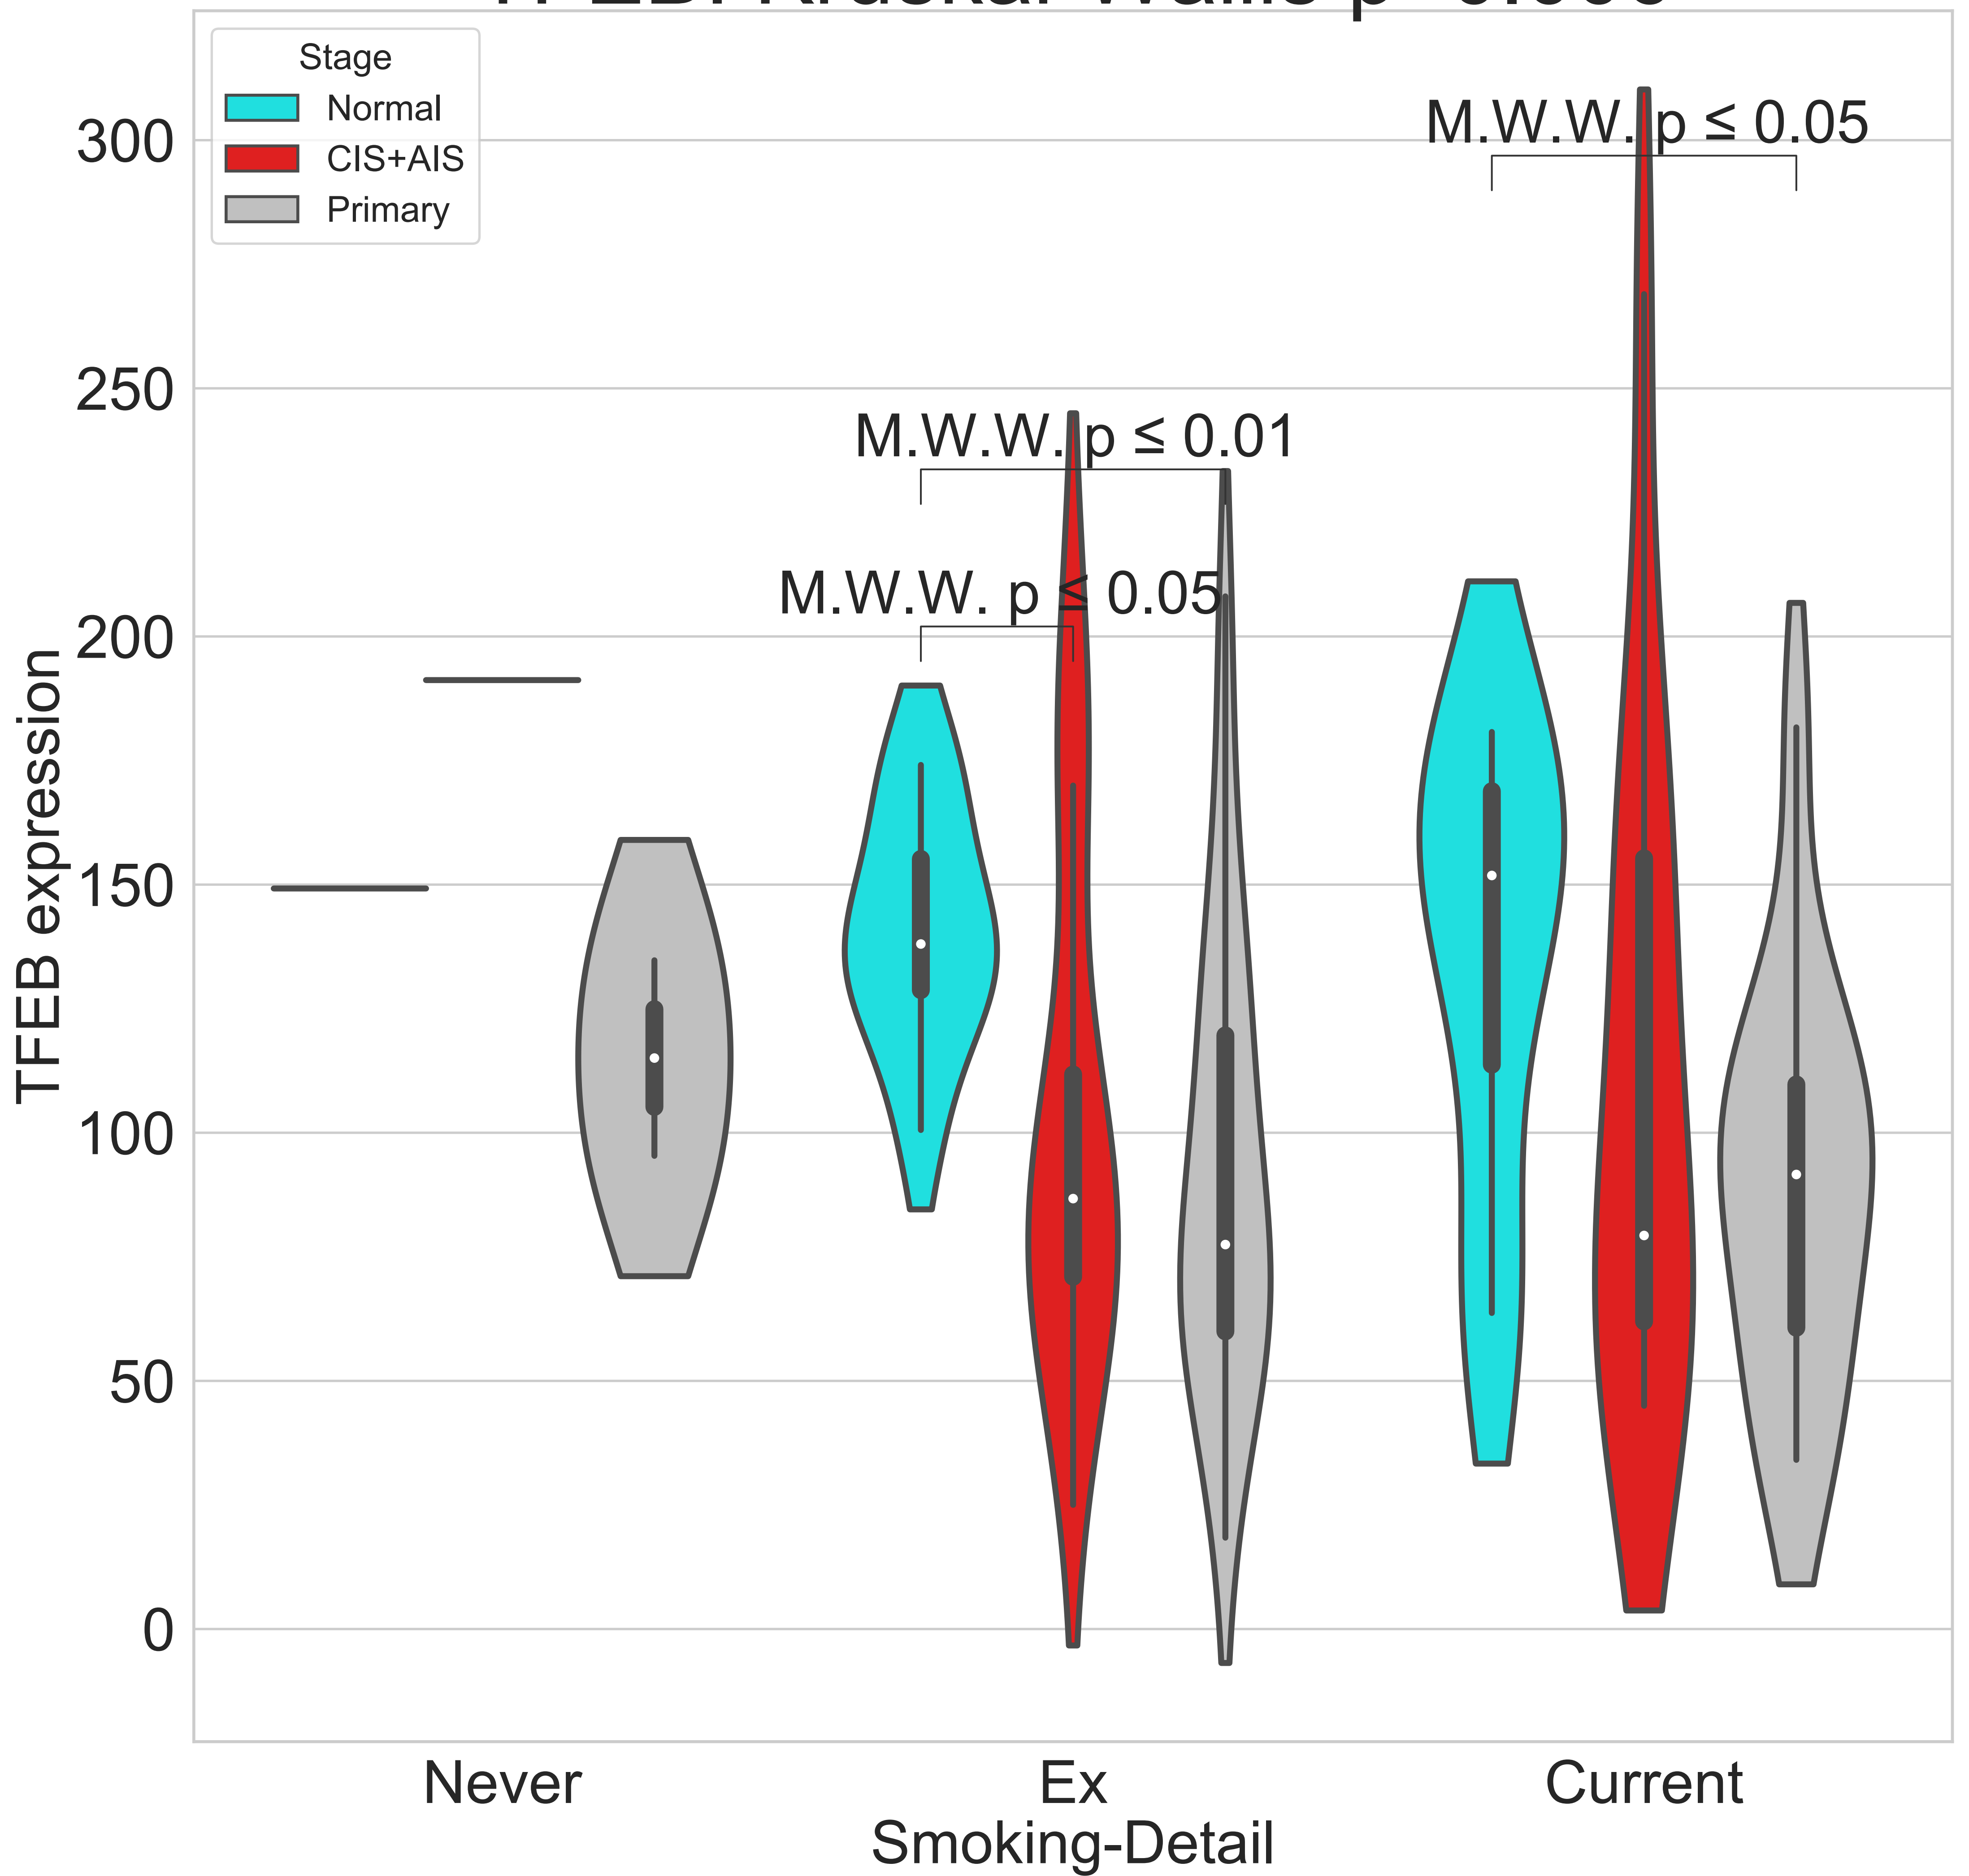 Stage
Normal
CIS+AIS
Primary
M.W.W. p ≤ 0.05
M.W.W. p ≤ 0.01
M.W.W. p ≤ 0.05
300
250
200
150
100
50
0
TFEB expression
Never
Ex
Current
Smoking-Detail